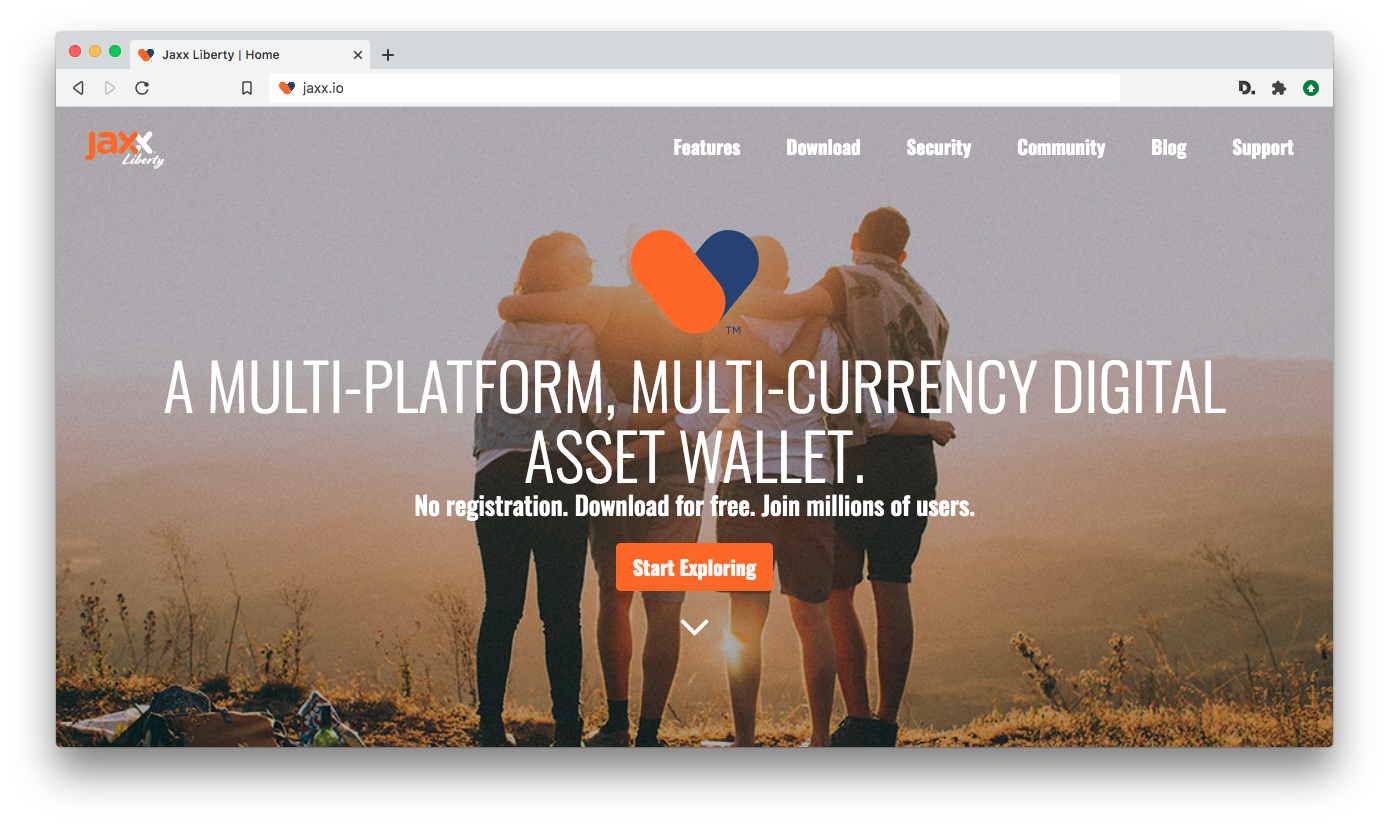 Jaxx Liberty | Home
jaxx.io
D.
jaxx
Liberty
Features Download Security Community Blog Support
TM
A MULTI-PLATFORM, MULTI-CURRENCY DIGITAL
ASSET WALLET.
No registration. Download for free. Join millions of users.
Start Exploring